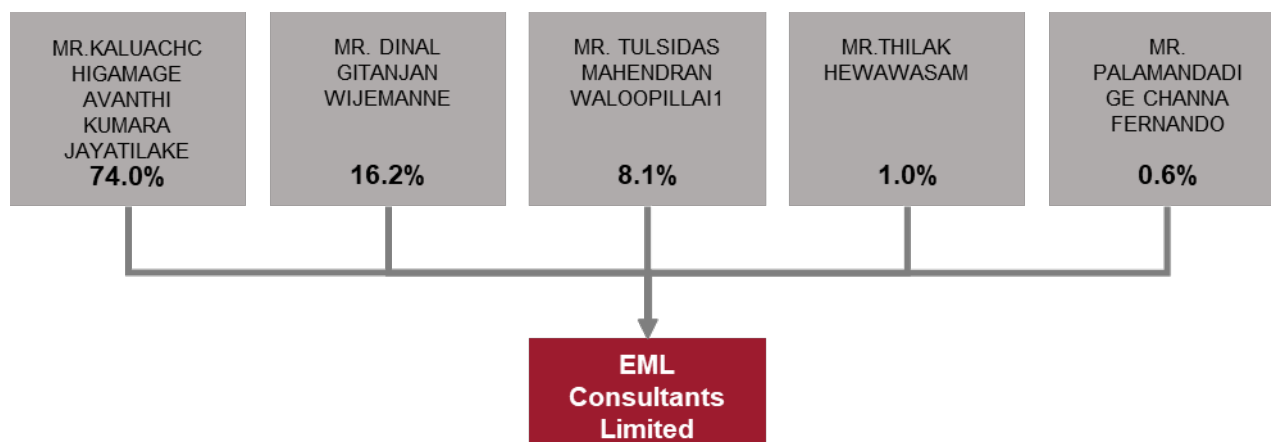 MR.KALUACHC
HIGAMAGE
AVANTHI
KUMARA
JAYATILAKE
74.0%
MR. DINAL
GITANJAN
WIJEMANNE
16.2%
MR. TULSIDAS
MAHENDRAN
WALOOPILLAI1
8.1%
MR.THILAK
HEWAWASAM
1.0%
MR.
PALAMANDADI
GE CHANNA
FERNANDO
0.6%
EML
Consultants
Limited